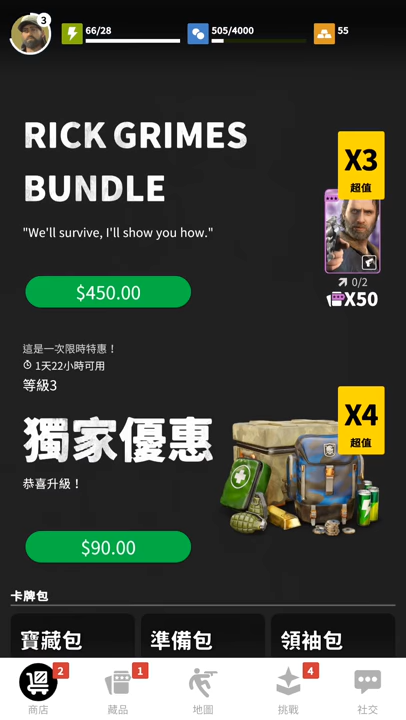 3
66/28
505/4000
55
RICK GRIMES
BUNDLE
"We'll survive, I'll show you how."
X3
超值
0/2
X50
$450.00
這是一次限時特惠！
1天22小時可用
等級3
獨家優惠
恭喜升級！
X4
超值
$90.00
卡牌包
寶藏包
準備包
領袖包
2
1
4
商店
藏品
地圖
挑戰
社交